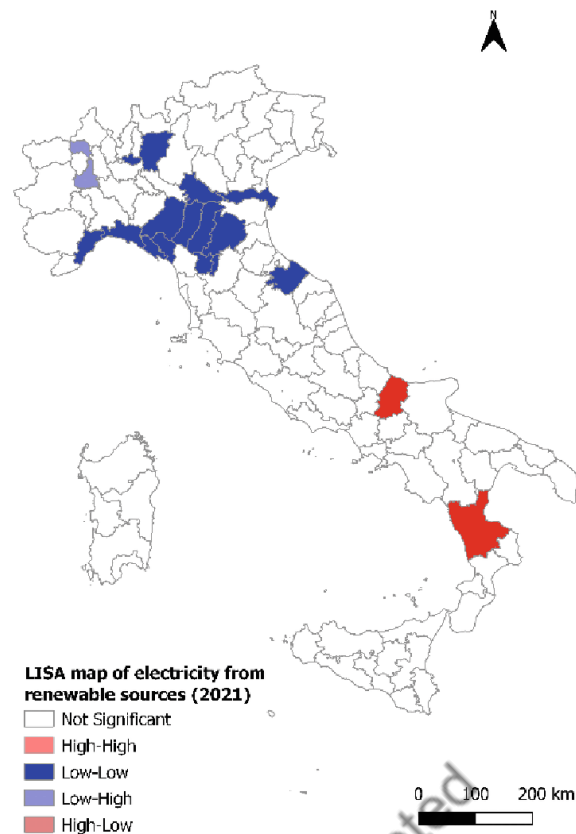 N
LISA map of electricity from
renewable sources (2021)
Not Significant
High-High
Low-Low
Low-High
High-Low
0 100 200 km